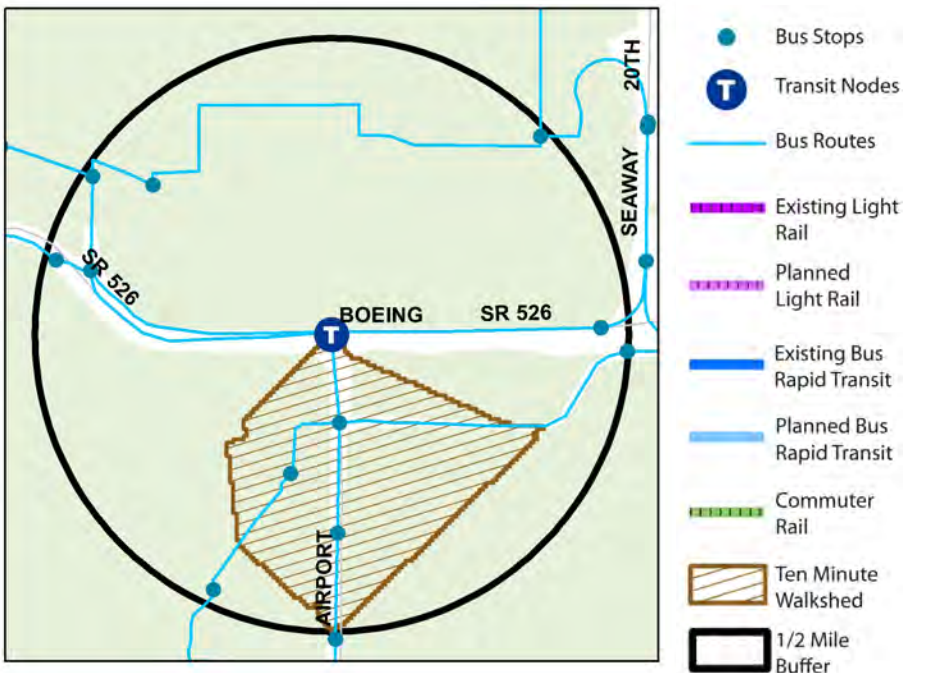 20TH
SEAWAY
SR 526
BOEING
SR 526
T
AIRPORT
Bus Stops
T
Transit Nodes
Bus Routes
Existing Light
Rail
Planned
Light Rail
Existing Bus
Rapid Transit
Planned Bus
Rapid Transit
Commuter
Rail
Ten Minute
Walkshed
1/2 Mile
Buffer